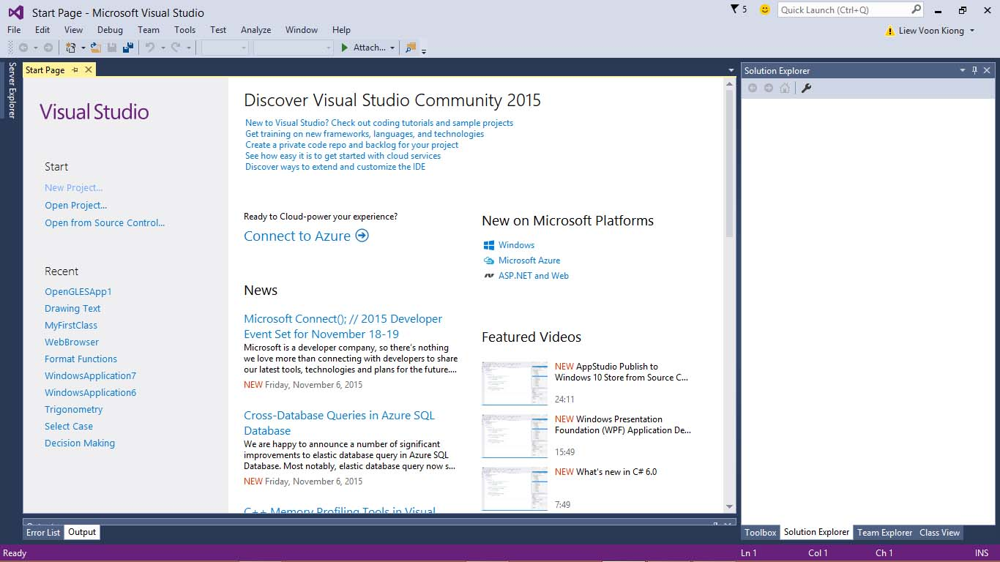 Start Page - Microsoft Visual Studio
5
Quick Launch (Ctrl+Q)
File Edit View Debug Team Tools Test Analyze Window Help
Liew Voon Kiong
Attach...
Server Explorer
Start Page
Visual Studio
Start
New Project...
Open Project...
Open from Source Control...
Recent
OpenGLESApp1
Drawing Text
MyFirstClass
WebBrowser
Format Functions
WindowsApplication7
WindowsApplication6
Trigonometry
Select Case
Decision Making
Discover Visual Studio Community 2015
New to Visual Studio? Check out coding tutorials and sample projects
Get training on new frameworks, languages, and technologies
Create a private code repo and backlog for your project
See how easy it is to get started with cloud services
Discover ways to extend and customize the IDE
Ready to Cloud-power your experience?
Connect to Azure
News
Microsoft Connect(); // 2015 Developer
Event Set for November 18-19
Microsoft is a developer company, so there's nothing
we love more than connecting with developers to share
our latest tools, technologies and plans for the future....
NEW Friday, November 6, 2015
Cross-Database Queries in Azure SQL
Database
We are happy to announce a number of significant
improvements to elastic database query in Azure SQL
Database. Most notably, elastic database query now s...
NEW Friday, November 6, 2015
C++ Memory Profiling Tools in Visual
New on Microsoft Platforms
Windows
Microsoft Azure
ASP.NET and Web
Featured Videos
NEW AppStudio Publish to
Windows 10 Store from Source C...
24:11
NEW Windows Presentation
Foundation (WPF) Application De...
15:49
NEW What's new in C# 6.0
7:49
Solution Explorer
Output
Error List Output
Toolbox Solution Explorer Team Explorer Class View
Ready Ln 1 Col 1 Ch 1 INS